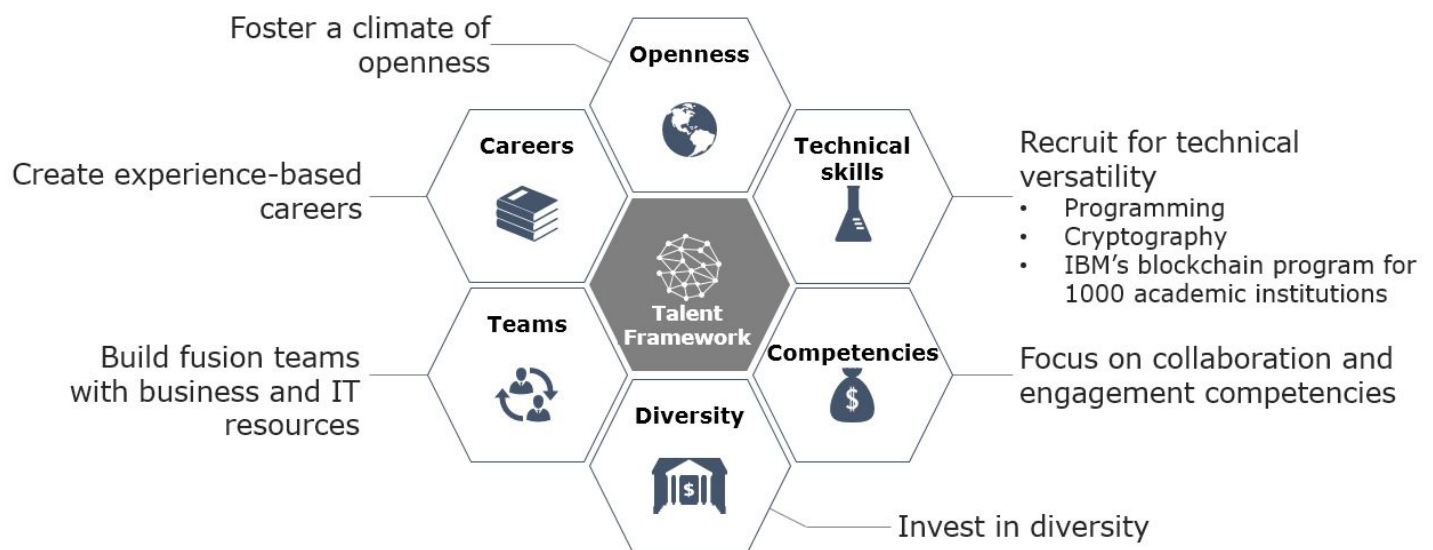 Foster a climate of
openness
Openness
Careers
Create experience-based
careers
Technical
skills
Recruit for technical
versatility
• Programming
• Cryptography
• IBM’s blockchain program for
1000 academic institutions
Talent
Framework
Teams
Build fusion teams
with business and IT
resources
Competencies
$
Focus on collaboration and
engagement competencies
Diversity
$
Invest in diversity